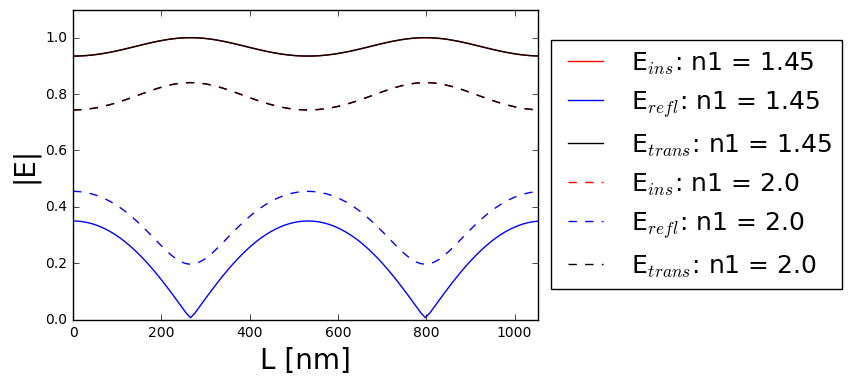 1.0
0.8
0.6
0.4
0.2
0.0
|E|
0 200 400 600 800 1000
L [nm]
E_ins: n1 = 1.45
E_refl: n1 = 1.45
E_trans: n1 = 1.45
E_ins: n1 = 2.0
E_refl: n1 = 2.0
E_trans: n1 = 2.0